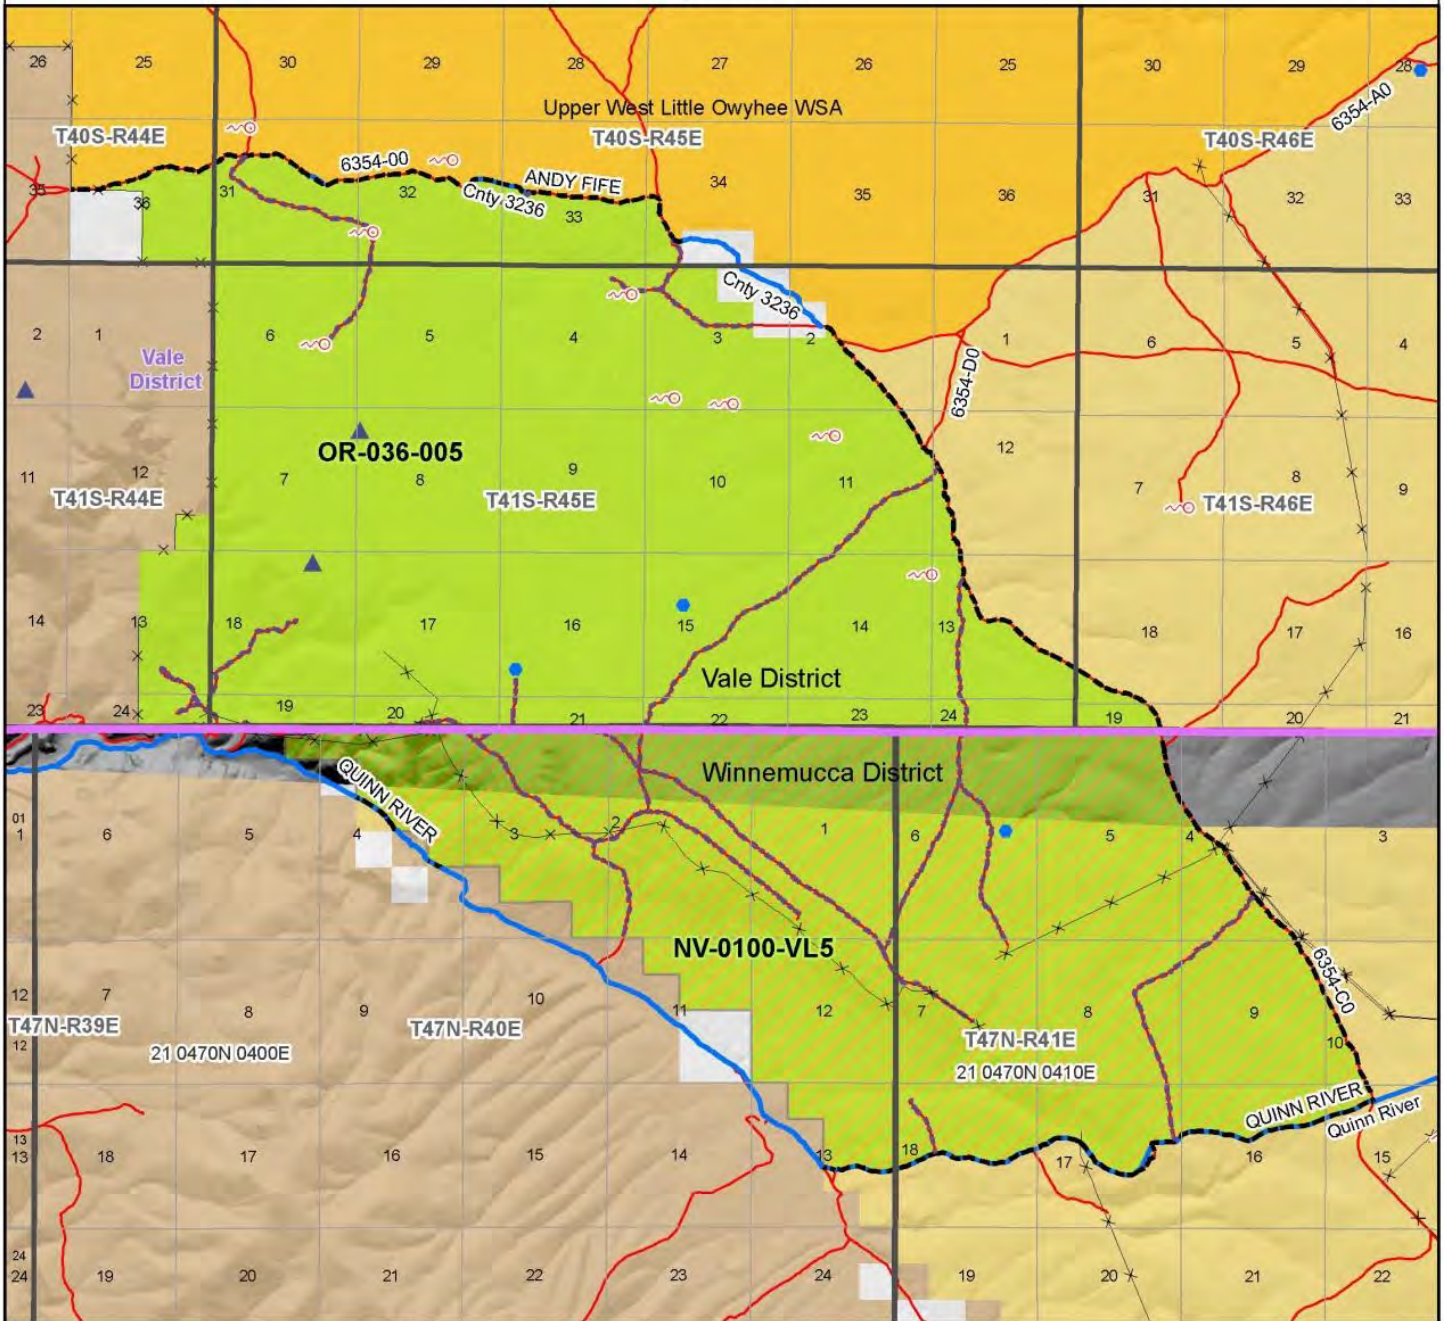 26 25 30 29 28 27 26 25 30 29 28
6354-A0
Upper West Little Owyhee WSA
T40S-R44E T40S-R45E T40S-R46E
6354-00
35 36 31 32 33 34 35 36 31 32 33
ANDY FIFE
Cnty 3236
Cnty 3236
2 1 6 5 4 3 2 1 6 5 4
Vale
District
6354-D0
OR-036-005
11 12 7 8 9 10 11 12 7 8 9
T41S-R44E T41S-R45E T41S-R46E
14 13 18 17 16 15 14 13 18 17 16
Vale District
23 24 19 20 21 22 23 24 19 20 21
Winnemucca District
QUINN RIVER
01
1 6 5 4 3 2 1 6 5 4 3
NV-0100-VL5
6354-C0
12 7 8 9 10 11 12 7 8 9 10
T47N-R39E T47N-R40E T47N-R41E
12
21 0470N 0400E 21 0470N 0410E
QUINN RIVER
Quinn River
13
13 18 17 16 15 14 13 18 17 16 15
24
24 19 20 21 22 23 24 19 20 21 22